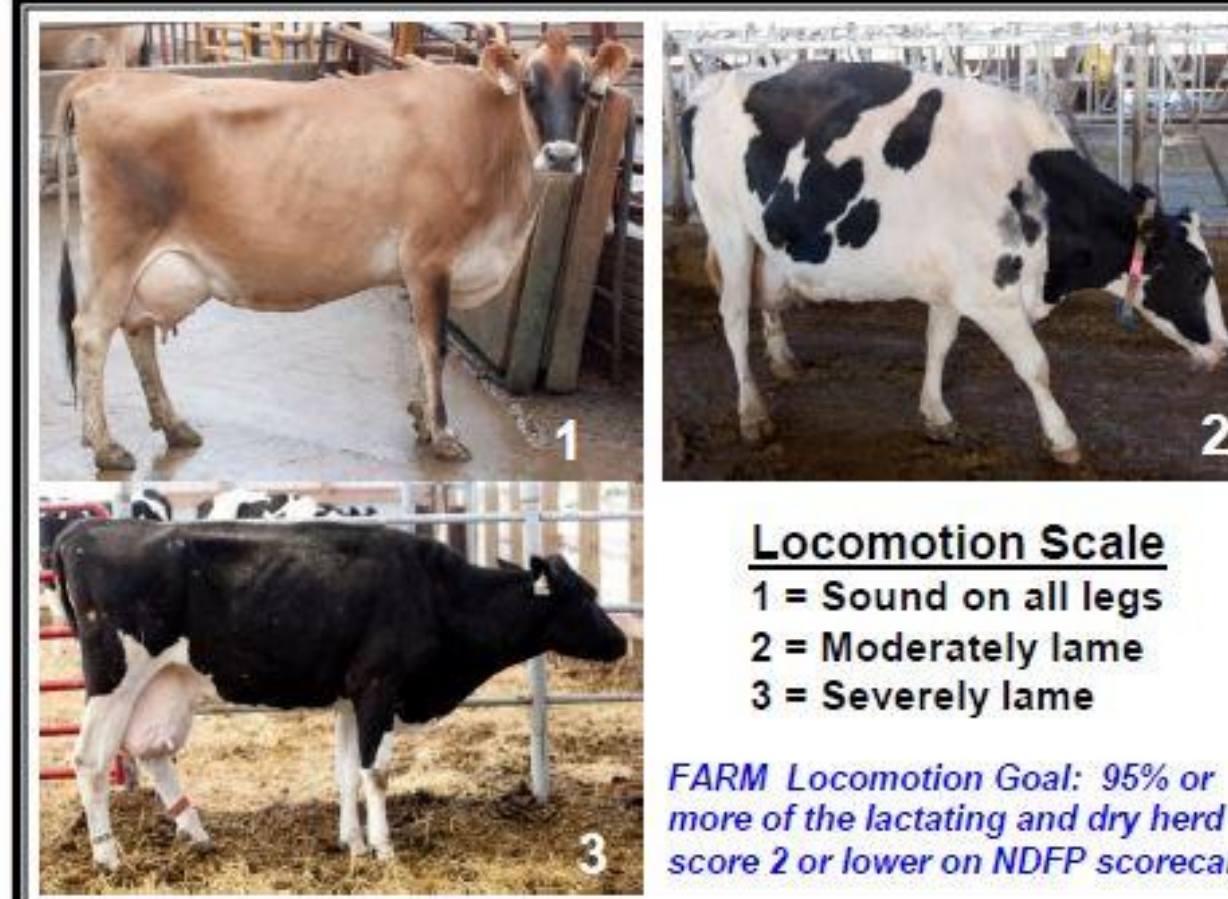 1
2
Locomotion Scale
1 = Sound on all legs
2 = Moderately lame
3 = Severely lame
FARM Locomotion Goal: 95% or
more of the lactating and dry herd
score 2 or lower on NDFP
3